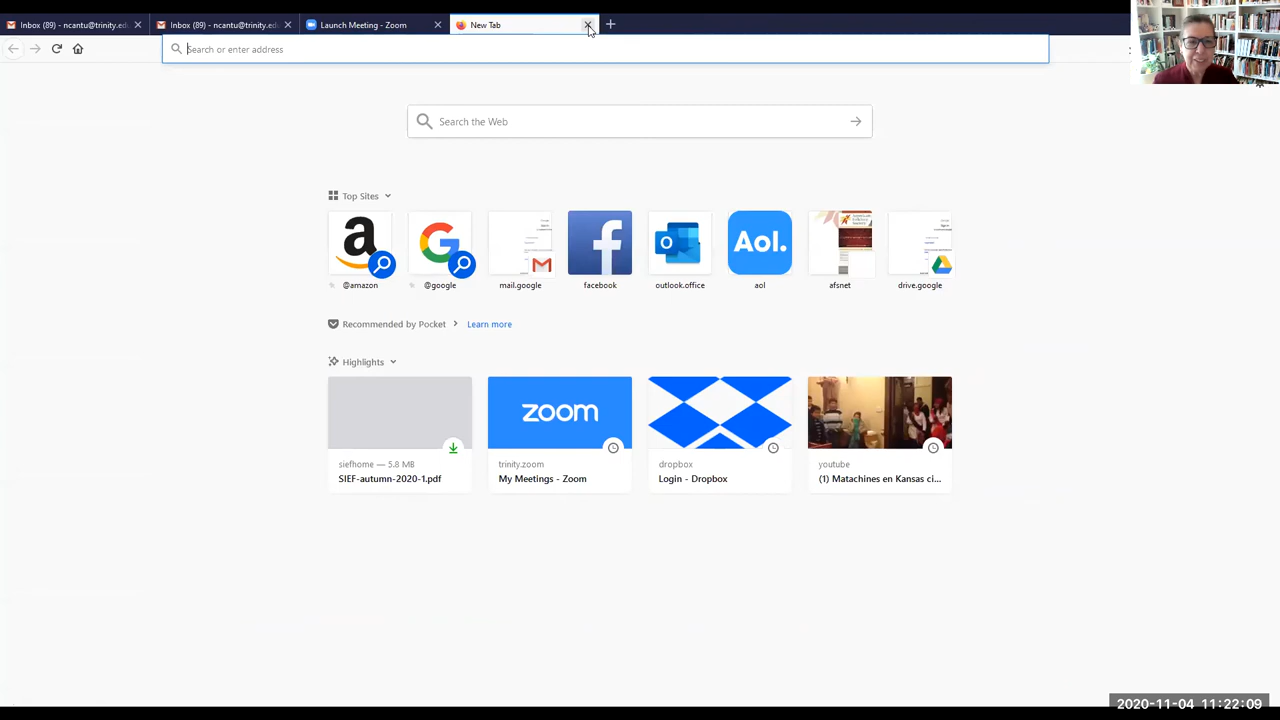 Inbox (89) - ncantu@trinity.ed
Inbox (89) - ncantu@trinity.ed
Launch Meeting - Zoom
New Tab
Search or enter address
Search the Web
Top Sites
a
G
f
o
Aol.
@amazon
@google
mail.google
facebook
outlook.office
aol
afsnet
drive.google
Recommended by Pocket
Learn more
Highlights
zoom
siefhome — 5.8 MB
trinity.zoom
dropbox
youtube
SIEF-autumn-2020-1.pdf
My Meetings - Zoom
Login - Dropbox
(1) Matachines en Kansas ci...
2020-11-04 11:22:09